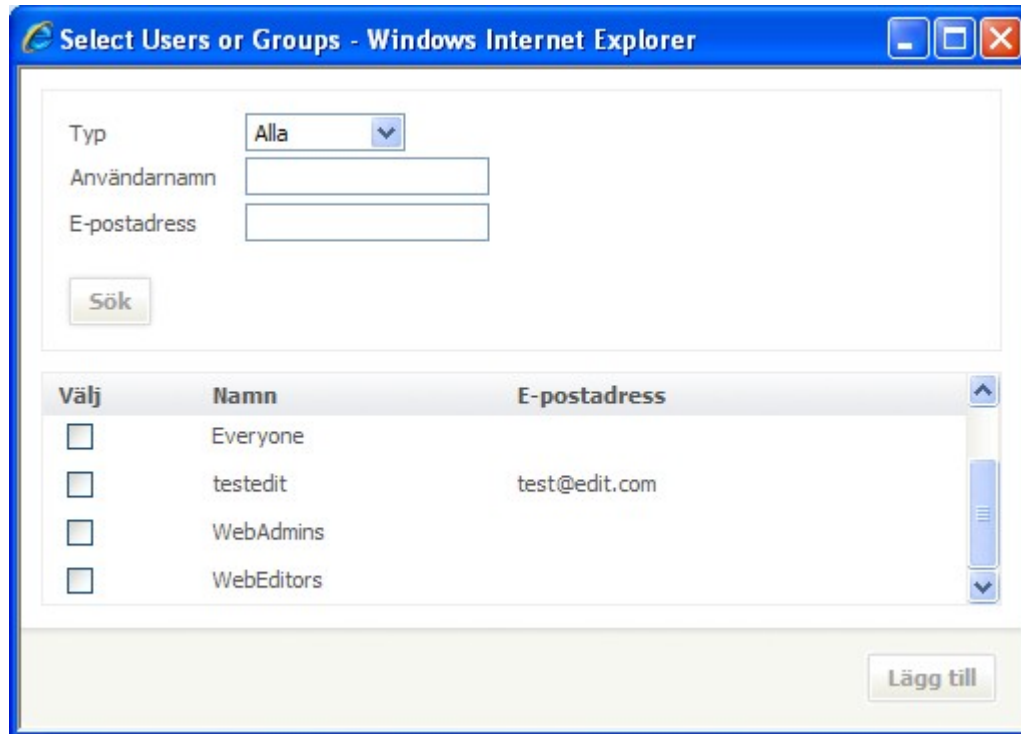 Select Users or Groups - Windows Internet Explorer
Typ Alla
Användarnamn
E-postadress
Sök
Välj Namn E-postadress
Everyone
testedit test@edit.com
WebAdmins
WebEditors
Lägg till